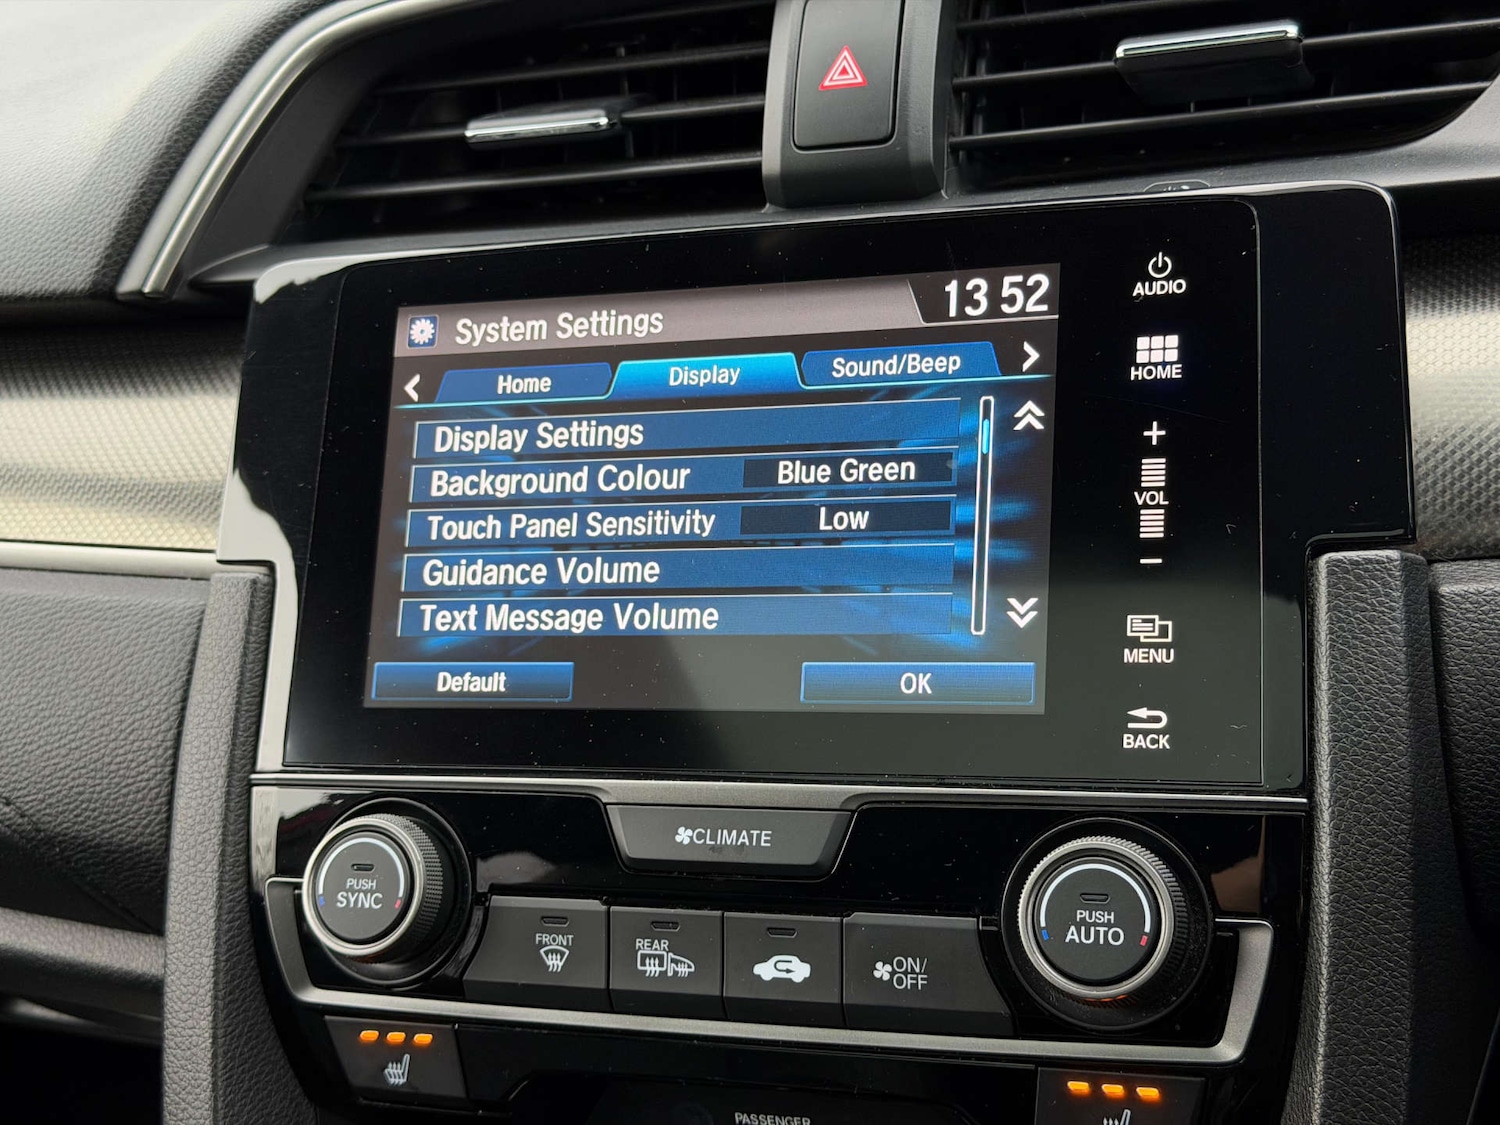 System Settings
13 52
Home
Display
Sound/Beep
Display Settings
Background Colour
Blue Green
Touch Panel Sensitivity
Low
Guidance Volume
Text Message Volume
Default
OK
AUDIO
HOME
+
VOL
−
MENU
BACK
CLIMATE
PUSH
SYNC
FRONT
REAR
ON/
OFF
PUSH
AUTO
PASSENGER